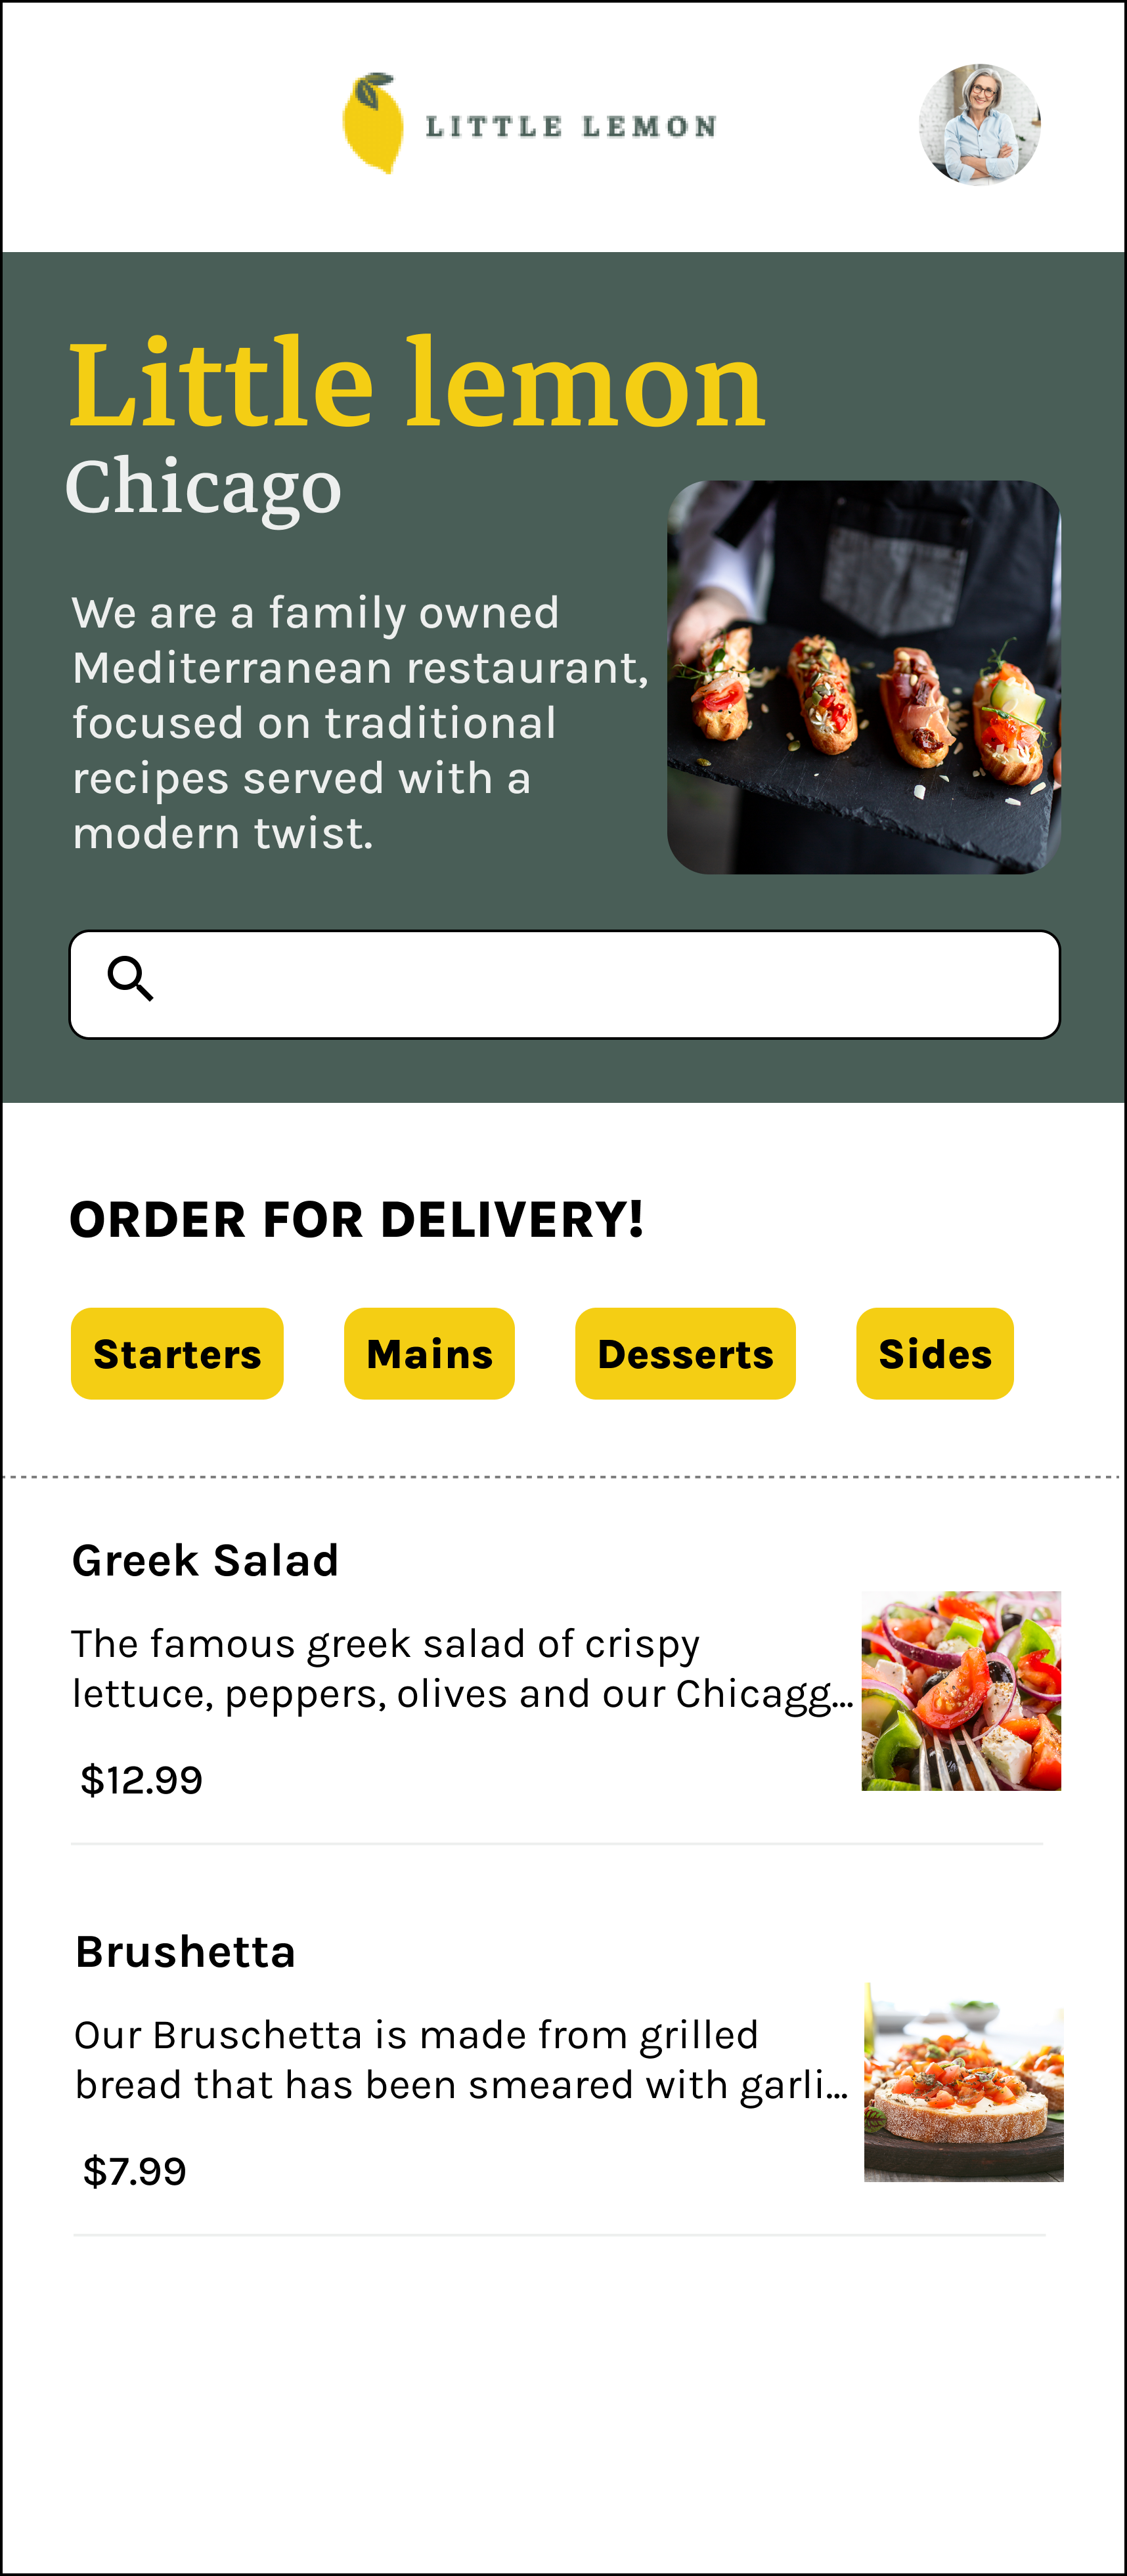 LITTLE LEMON
Little lemon
Chicago
We are a family owned
Mediterranean restaurant,
focused on traditional
recipes served with a
modern twist.
ORDER FOR DELIVERY!
Starters Mains Desserts Sides
Greek Salad
The famous greek salad of crispy
lettuce, peppers, olives and our Chicagg...
$12.99
Brushetta
Our Bruschetta is made from grilled
bread that has been smeared with garli...
$7.99